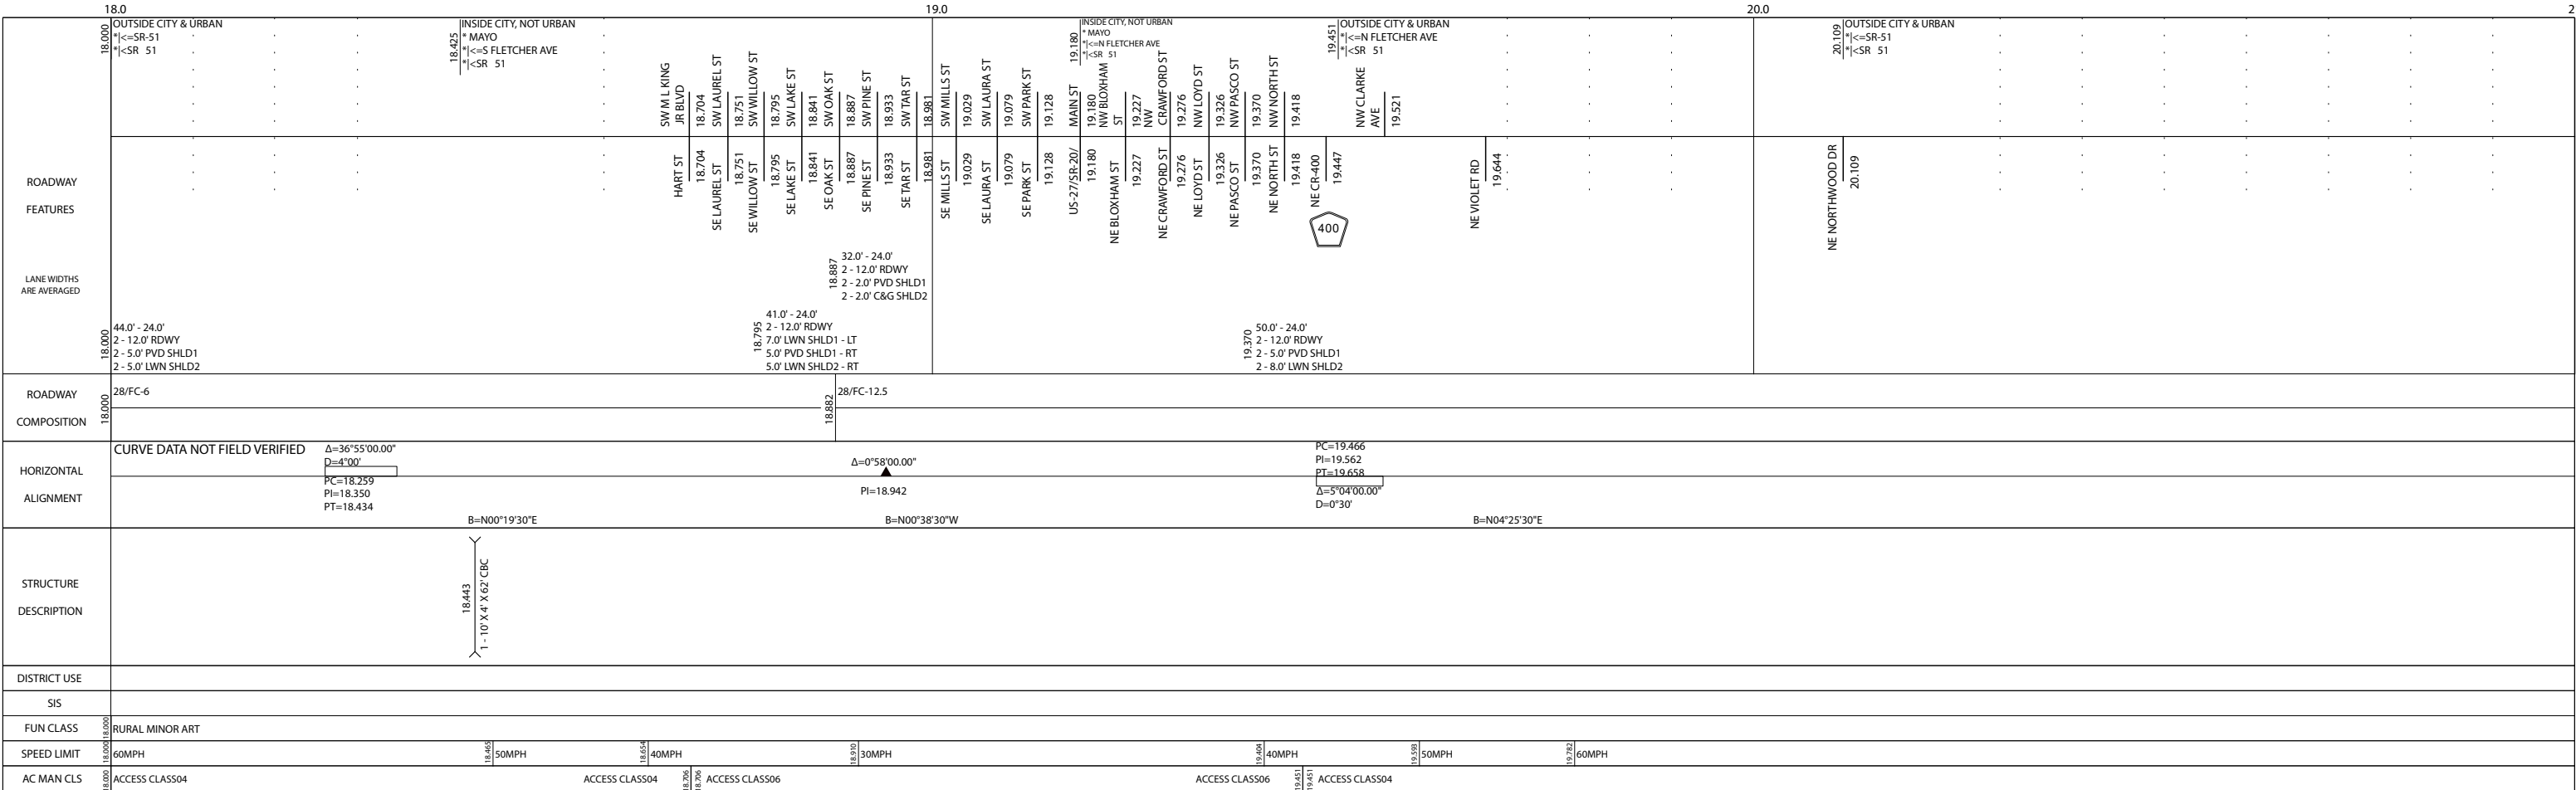 18.0
19.0
20.0
2
18.000
OUTSIDE CITY & URBAN
*|<=SR-51
*|<SR 51
18.425
INSIDE CITY, NOT URBAN
* MAYO
*|<=S FLETCHER AVE
*|<SR 51
19.180
INSIDE CITY, NOT URBAN
* MAYO
*|<=N FLETCHER AVE
*|<SR 51
19.451
OUTSIDE CITY & URBAN
*|<=N FLETCHER AVE
*|<SR 51
20.109
OUTSIDE CITY & URBAN
*|<=SR-51
*|<SR 51
SW M L KING
JR BLVD
18.704
SW LAUREL ST
18.751
SW WILLOW ST
18.795
SW LAKE ST
18.841
SW OAK ST
18.887
SW PINE ST
18.933
SW TAR ST
18.981
SW MILLS ST
19.029
SW LAURA ST
19.079
SW PARK ST
19.128
MAIN ST
19.180
NW BLOXHAM
ST
19.227
NW
CRAWFORD ST
19.276
NW LOYD ST
19.326
NW PASCO ST
19.370
NW NORTH ST
19.418
NW CLARKE
AVE
19.521
ROADWAY
FEATURES
HART ST
18.704
SE LAUREL ST
18.751
SE WILLOW ST
18.795
SE LAKE ST
18.841
SE OAK ST
18.887
SE PINE ST
18.933
SE TAR ST
18.981
SE MILLS ST
19.029
SE LAURA ST
19.079
SE PARK ST
19.128
US-27/SR-20/
19.180
NE BLOXHAM ST
19.227
NE CRAWFORD ST
19.276
NE LOYD ST
19.326
NE PASCO ST
19.370
NE NORTH ST
19.418
NE CR-400
19.447
400
NE VIOLET RD
19.644
NE NORTHWOOD DR
20.109
LANE WIDTHS
ARE AVERAGED
18.000
44.0' - 24.0'
2 - 12.0' RDWY
2 - 5.0' PVD SHLD1
2 - 5.0' LWN SHLD2
18.795
41.0' - 24.0'
2 - 12.0' RDWY
7.0' LWN SHLD1 - LT
5.0' PVD SHLD1 - RT
5.0' LWN SHLD2 - RT
18.887
32.0' - 24.0'
2 - 12.0' RDWY
2 - 2.0' PVD SHLD1
2 - 2.0' C&G SHLD2
19.370
50.0' - 24.0'
2 - 12.0' RDWY
2 - 5.0' PVD SHLD1
2 - 8.0' LWN SHLD2
ROADWAY
COMPOSITION
18.000
28/FC-6
18.882
28/FC-12.5
HORIZONTAL
ALIGNMENT
CURVE DATA NOT FIELD VERIFIED
Δ=36°55'00.00"
D=4°00'
PC=18.259
PI=18.350
PT=18.434
B=N00°19'30"E
Δ=0°58'00.00"
PI=18.942
B=N00°38'30"W
PC=19.466
PI=19.562
PT=19.658
Δ=5°04'00.00"
D=0°30'
B=N04°25'30"E
STRUCTURE
DESCRIPTION
18.443
1 - 10' X 4' X 62' CBC
DISTRICT USE
SIS
FUN CLASS
18.000
RURAL MINOR ART
SPEED LIMIT
18.000
60MPH
18.465
50MPH
18.654
40MPH
18.910
30MPH
19.404
40MPH
19.593
50MPH
19.782
60MPH
AC MAN CLS
18.000
ACCESS CLASS04
ACCESS CLASS04
18.706
18.706
ACCESS CLASS06
ACCESS CLASS06
19.451
19.451
ACCESS CLASS04